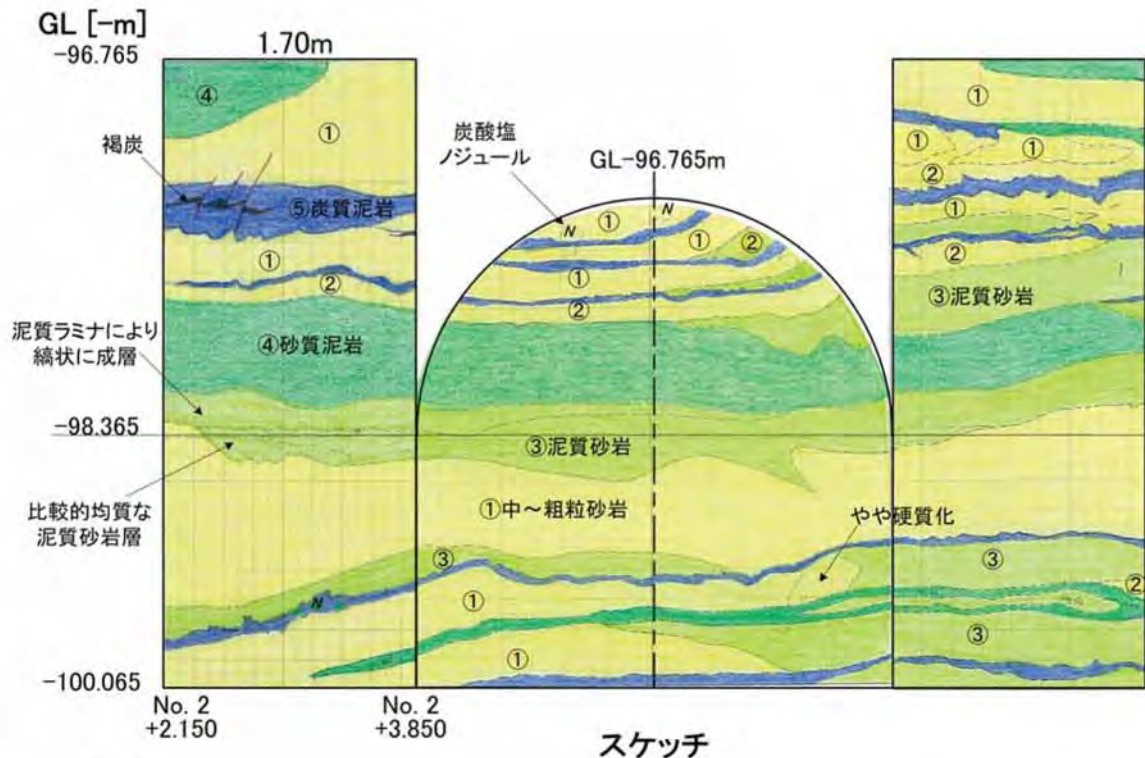 GL [-m]
-96.765
1.70m
④
①
①
①
褐炭
炭酸塩
ノジュール
GL-96.765m
N
N
①
①
②
②
①
⑤炭質泥岩
①
②
①
②
②
①
③泥質砂岩
泥質ラミナにより
縞状に成層
④砂質泥岩
-98.365
③泥質砂岩
比較的均質な
泥質砂岩層
①中～粗粒砂岩
やや硬質化
③
③
②
N
①
③
①
-100.065
No. 2
+2.150
No. 2
+3.850
スケッチ